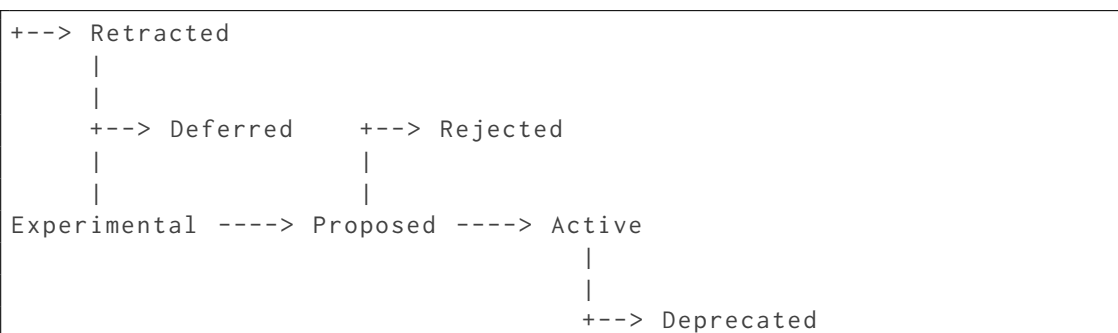 +--> Retracted
     |
     |
     +--> Deferred    +--> Rejected
     |                |
     |                |
Experimental ----> Proposed ----> Active
                                   |
                                   |
                                   +--> Deprecated